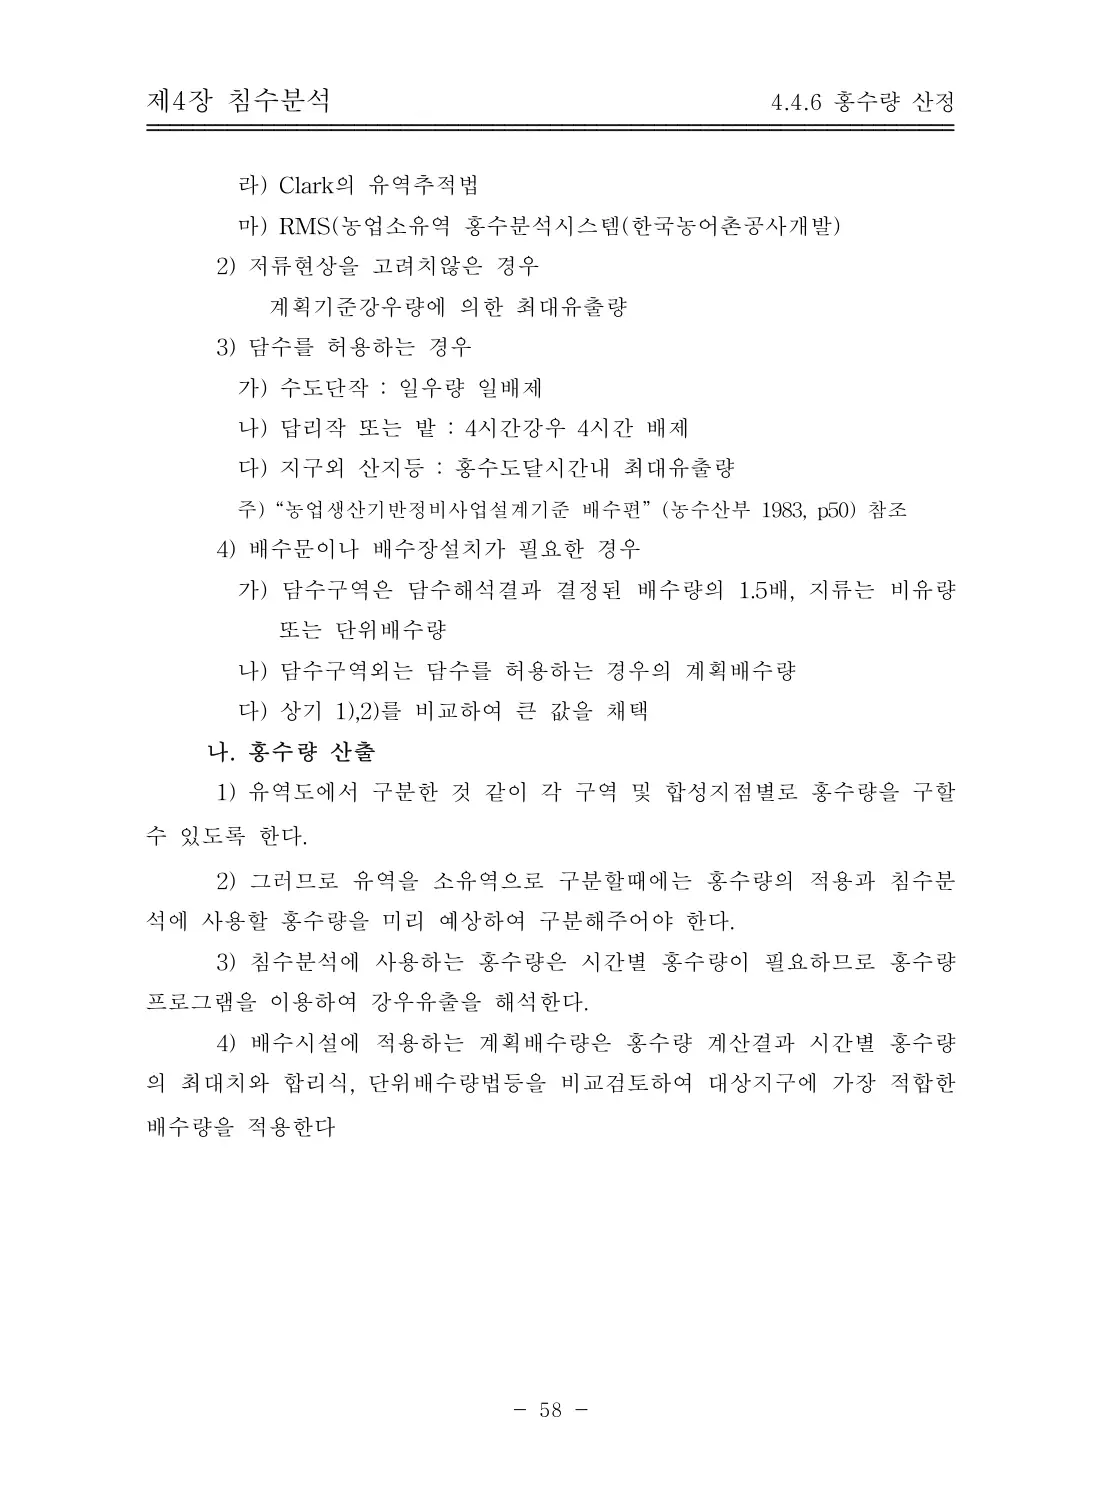 제4장 침수분석
4.4.6 홍수량 산정
라) Clark의 유역추적법
마) RMS(농업소유역 홍수분석시스템(한국농어촌공사개발)
2) 저류현상을 고려치않은 경우
계획기준강우량에 의한 최대유출량
3) 담수를 허용하는 경우
가) 수도단작 : 일우량 일배제
나) 답리작 또는 밭 : 4시간강우 4시간 배제
다) 지구외 산지등 : 홍수도달시간내 최대유출량
주) “농업생산기반정비사업설계기준 배수편” (농수산부 1983, p50) 참조
4) 배수문이나 배수장설치가 필요한 경우
가) 담수구역은 담수해석결과 결정된 배수량의 1.5배, 지류는 비유량
또는 단위배수량
나) 담수구역외는 담수를 허용하는 경우의 계획배수량
다) 상기 1),2)를 비교하여 큰 값을 채택
나. 홍수량 산출
1) 유역도에서 구분한 것 같이 각 구역 및 합성지점별로 홍수량을 구할
수 있도록 한다.
2) 그러므로 유역을 소유역으로 구분할때에는 홍수량의 적용과 침수분
석에 사용할 홍수량을 미리 예상하여 구분해주어야 한다.
3) 침수분석에 사용하는 홍수량은 시간별 홍수량이 필요하므로 홍수량
프로그램을 이용하여 강우유출을 해석한다.
4) 배수시설에 적용하는 계획배수량은 홍수량 계산결과 시간별 홍수량
의 최대치와 합리식, 단위배수량법등을 비교검토하여 대상지구에 가장 적합한
배수량을 적용한다
- 58 -